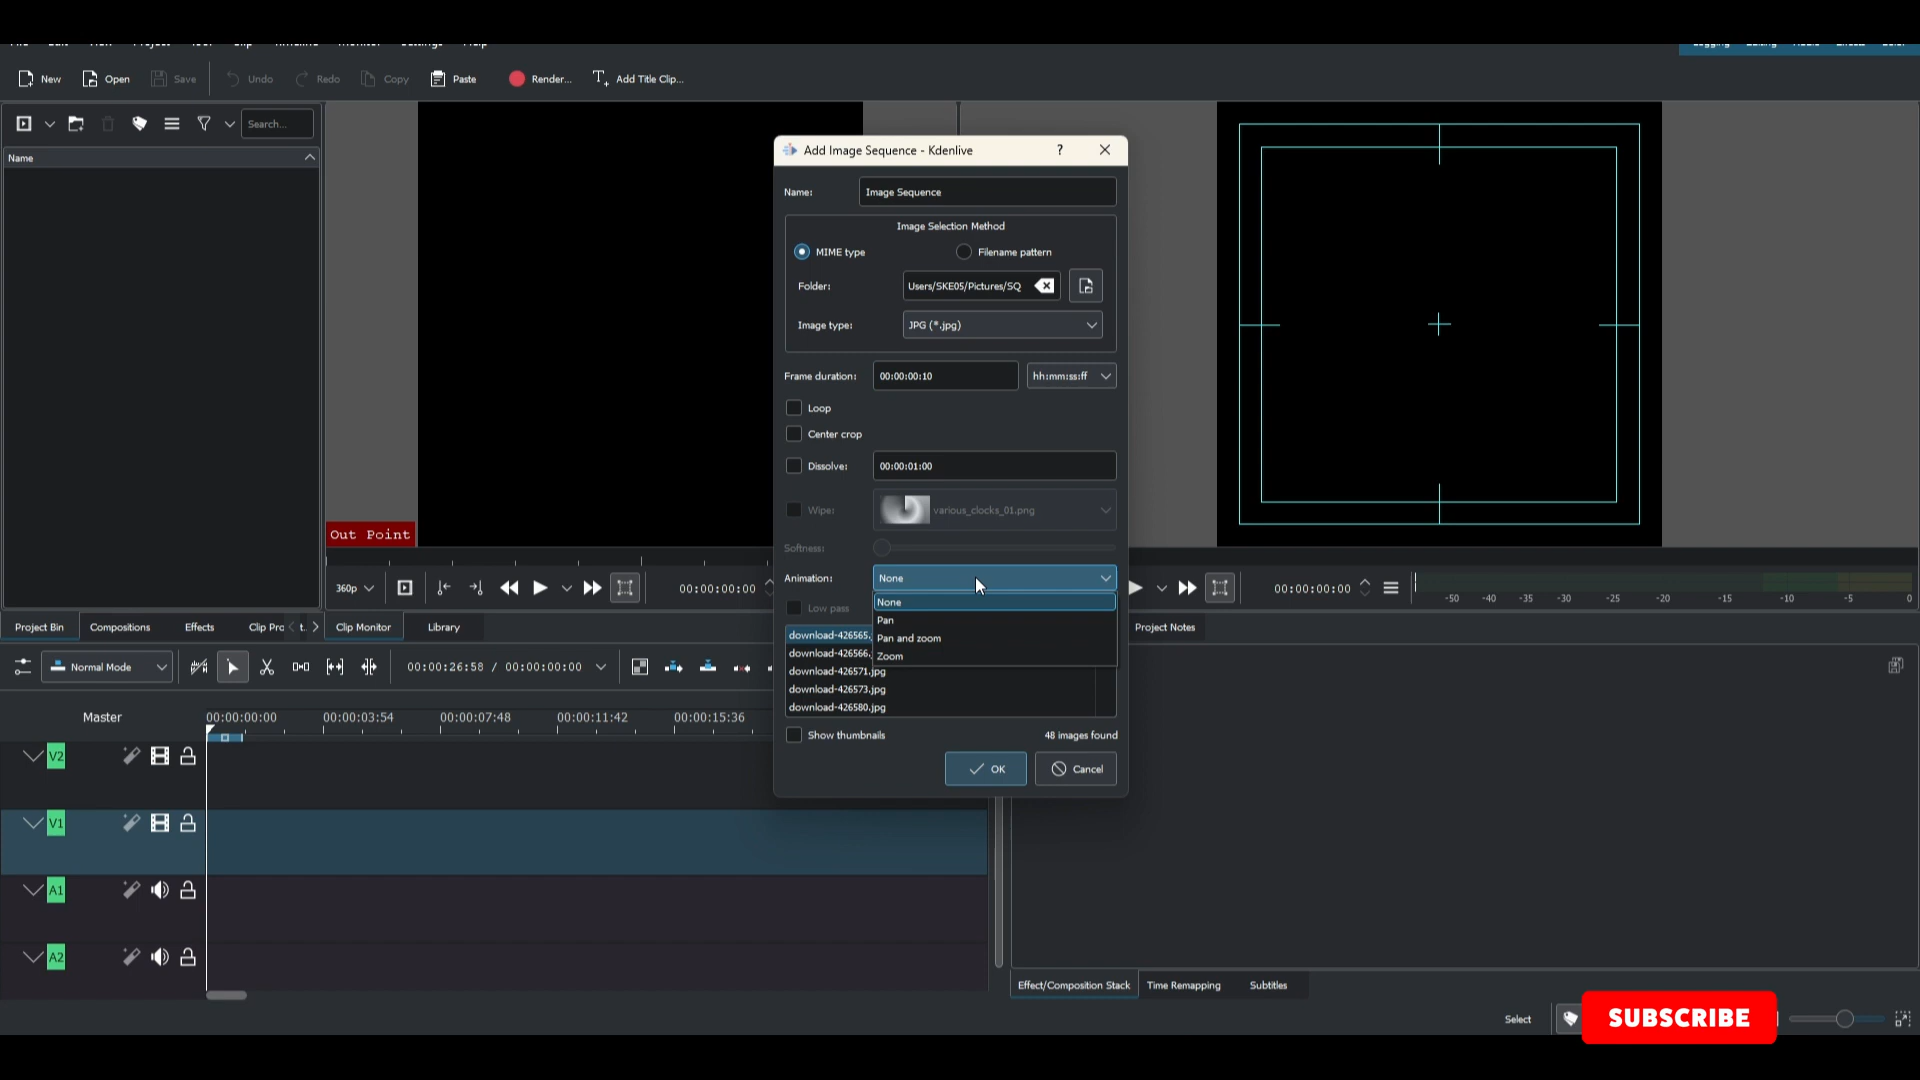 New Open Save Undo Redo Copy Paste Render... Add Title Clip...
Search...
Name
Out Point
360p
00:00:00:00
Project Bin Compositions Effects Clip Pro t.. Clip Monitor Library
Add Image Sequence - Kdenlive ?
Name: Image Sequence
Image Selection Method
MIME type Filename pattern
Folder: Users/SKE05/Pictures/SQ
Image type: JPG (*.jpg)
Frame duration: 00:00:00:10 hh:mm:ss:ff
Loop
Center crop
Dissolve: 00:00:01:00
Wipe: various_clocks_01.png
Softness:
Animation: None
None
Pan
Pan and zoom
Zoom
Low pass
download-426565.
download-426566.
download-426571.jpg
download-426573.jpg
download-426580.jpg
Show thumbnails 48 images found
OK Cancel
00:00:00:00
-50 -40 -35 -30 -25 -20 -15 -10 -5 0
Project Notes
Normal Mode 00:00:26:58 / 00:00:00:00
Master 00:00:00:00 00:00:03:54 00:00:07:48 00:00:11:42 00:00:15:36
V2
V1
A1
A2
Effect/Composition Stack Time Remapping Subtitles
Select
SUBSCRIBE